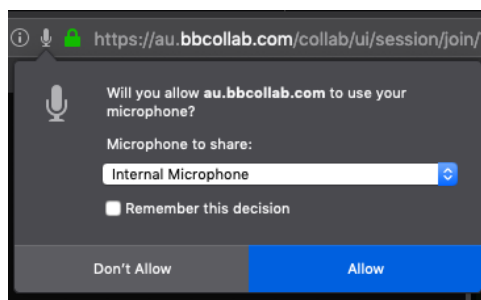 https://au.bbcollab.com/collab/ui/session/join/
Will you allow au.bbcollab.com to use your
microphone?
Microphone to share:
Internal Microphone
Remember this decision
Don't Allow
Allow